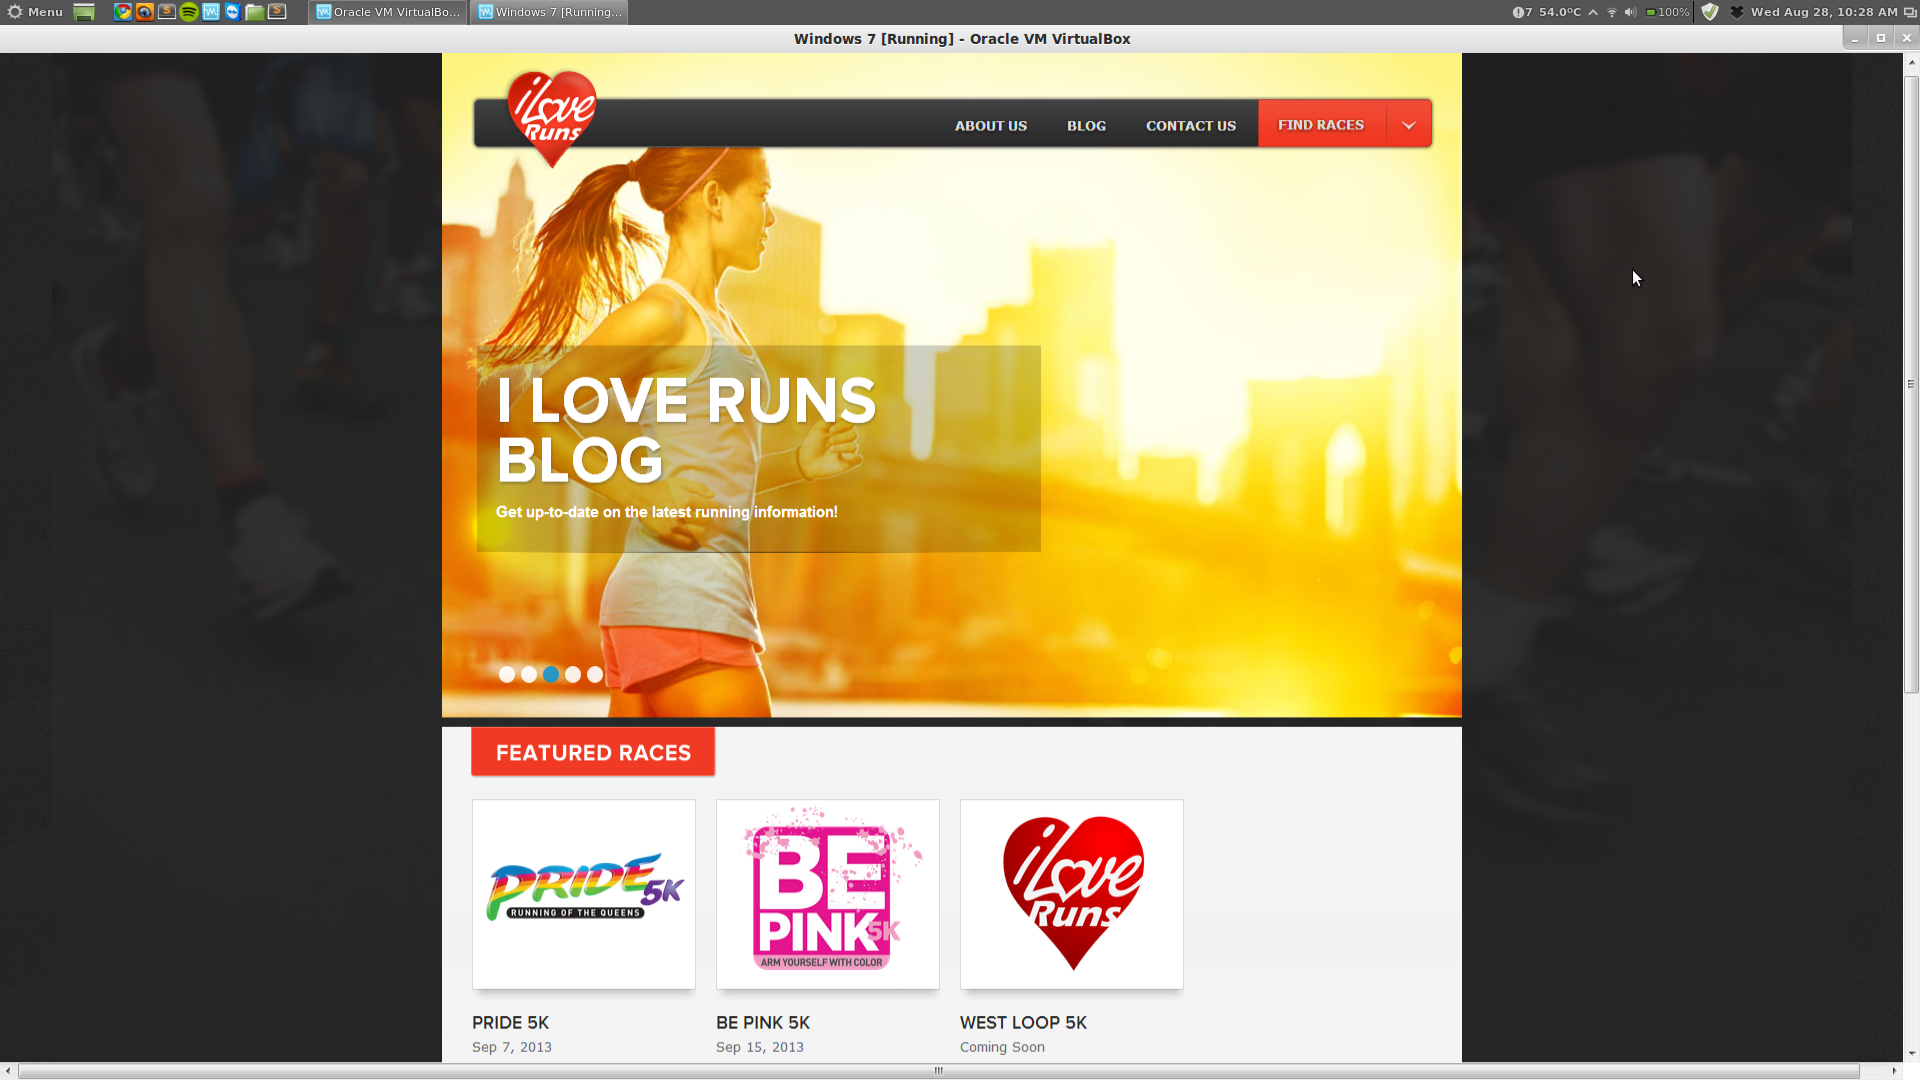 Menu
Oracle VM VirtualBo...
Windows 7 [Running...
7 54.0ºC
100%
Wed Aug 28, 10:28 AM
Windows 7 [Running] - Oracle VM VirtualBox
i Love
Runs
ABOUT US
BLOG
CONTACT US
FIND RACES
I LOVE RUNS
BLOG
Get up-to-date on the latest running information!
FEATURED RACES
PRIDE 5K
RUNNING OF THE QUEENS
BE
PINK 5K
ARM YOURSELF WITH COLOR
i Love
Runs
PRIDE 5K
Sep 7, 2013
BE PINK 5K
Sep 15, 2013
WEST LOOP 5K
Coming Soon